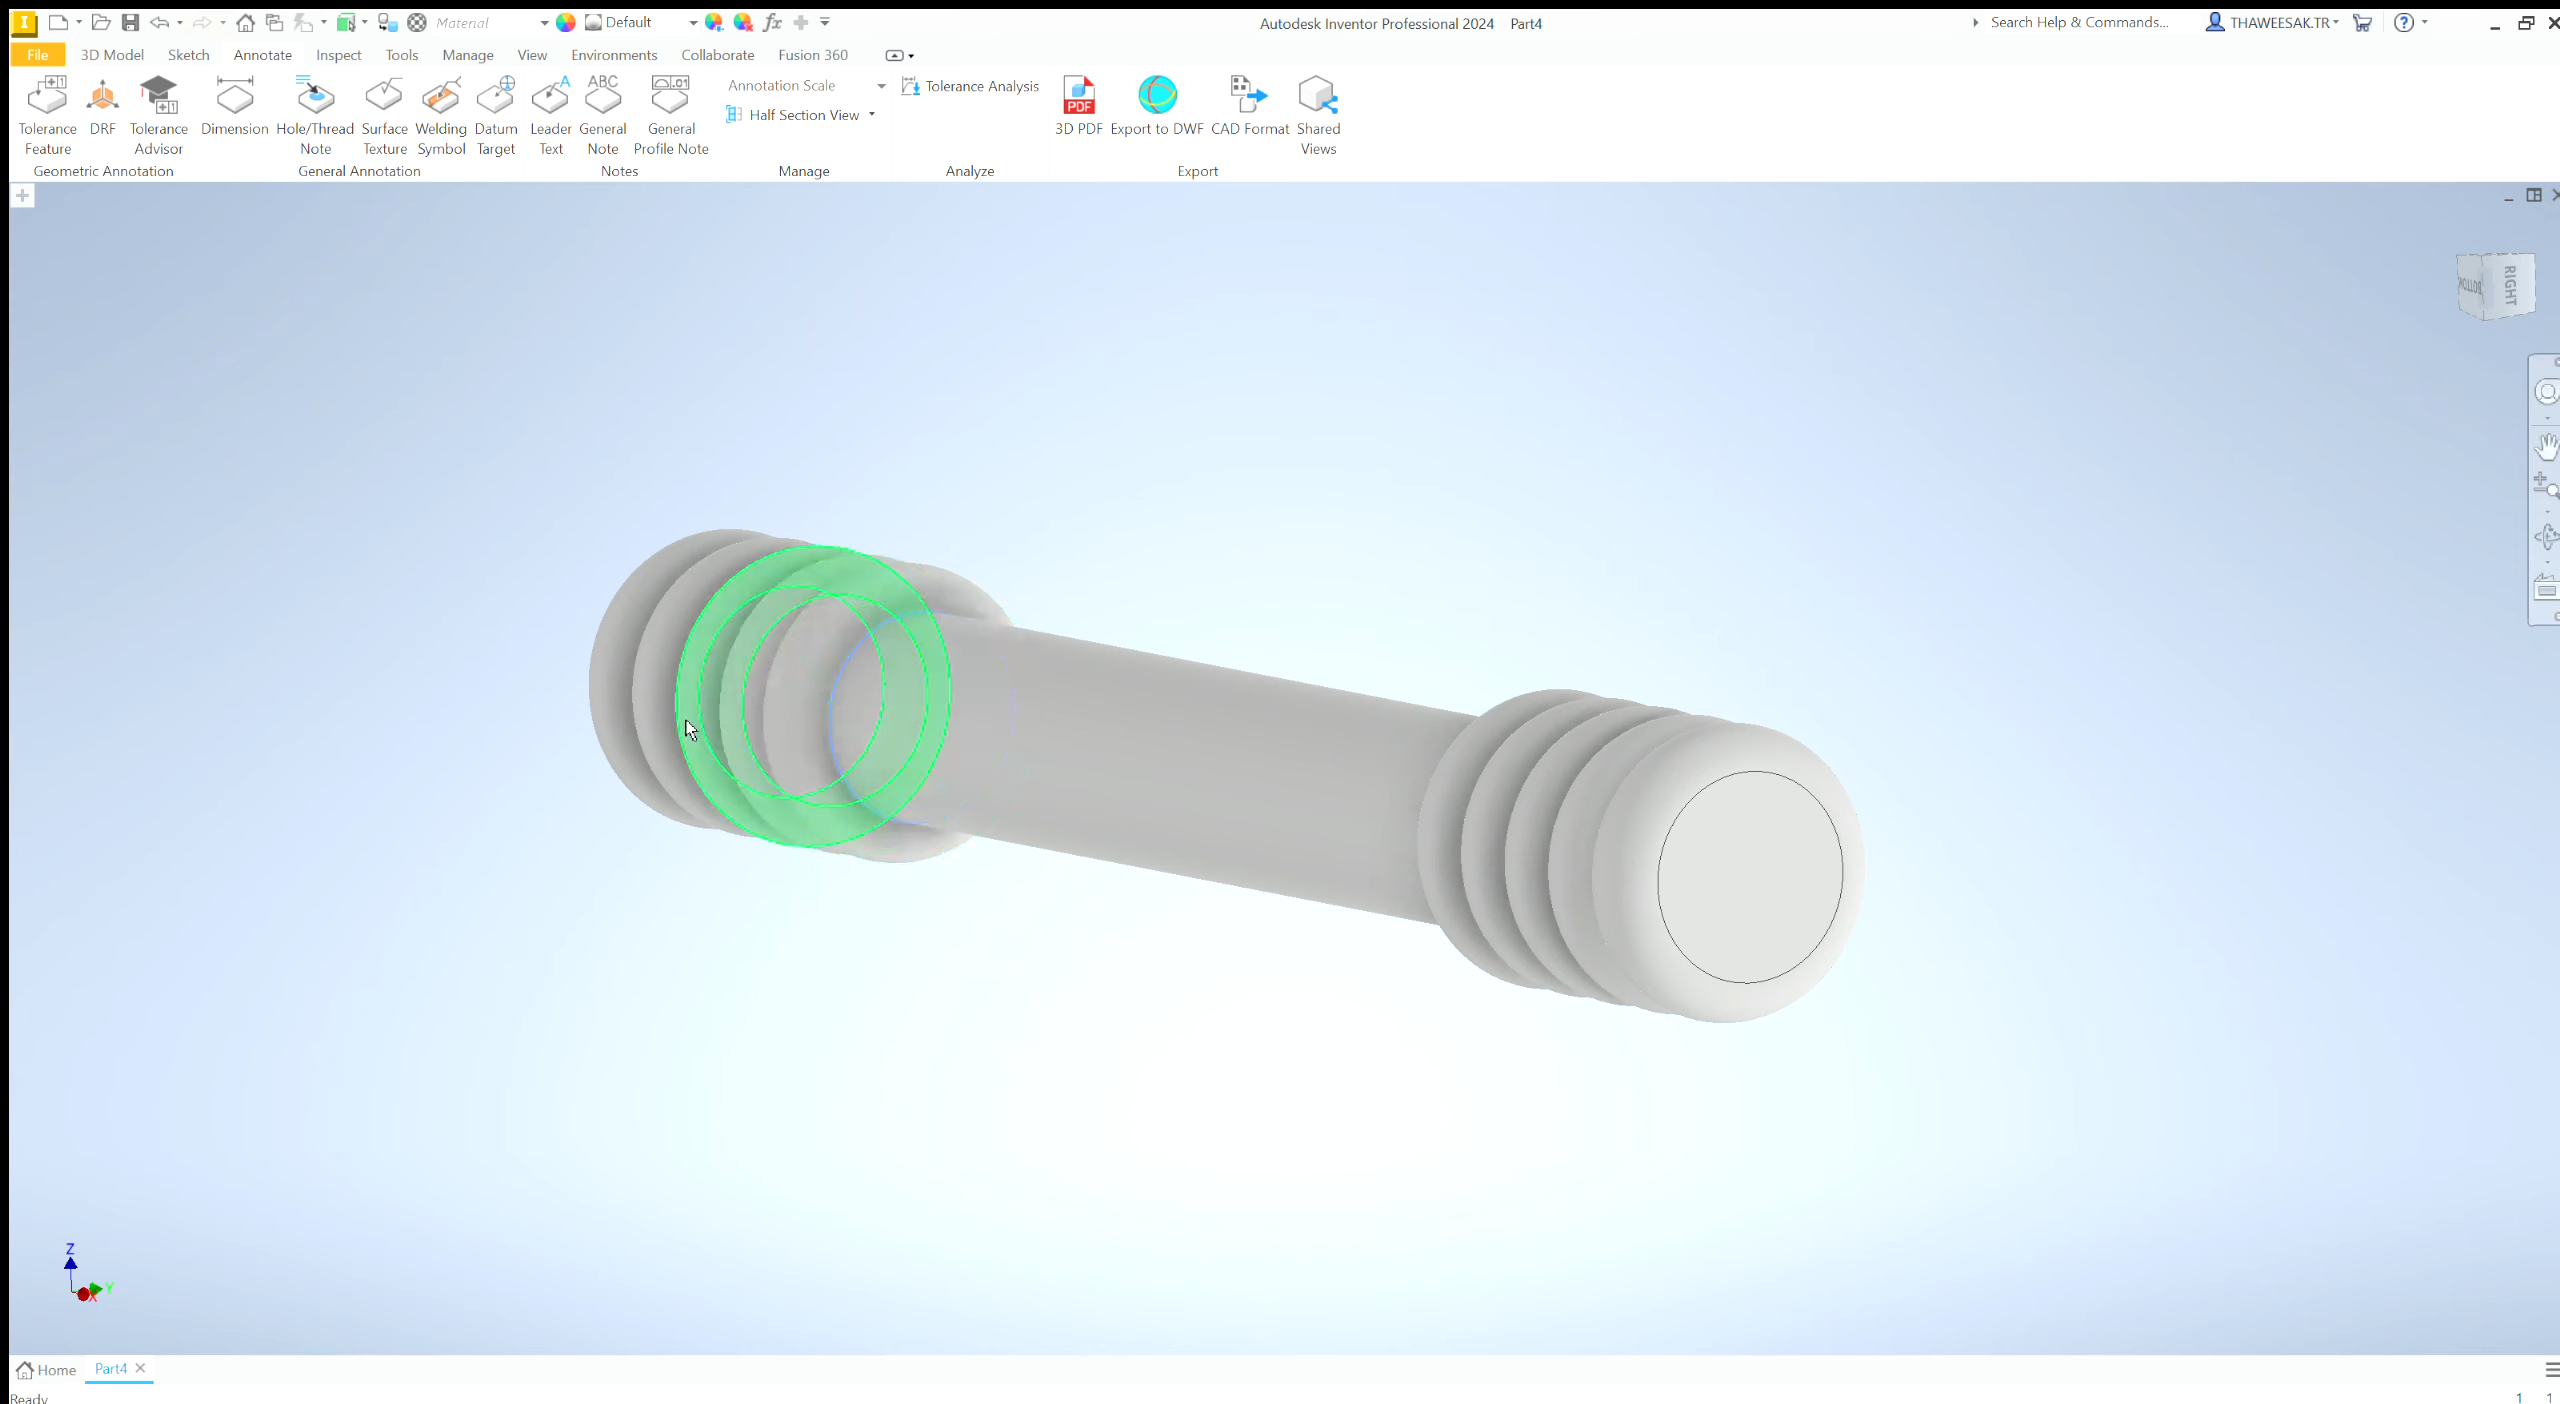 I Material Default fx Autodesk Inventor Professional 2024 Part4 Search Help & Commands... THAWEESAK.TR
File 3D Model Sketch Annotate Inspect Tools Manage View Environments Collaborate Fusion 360
Tolerance Feature
DRF
Tolerance Advisor
Dimension
Hole/Thread Note
Surface Texture
Welding Symbol
Datum Target
Leader Text
ABC
General Note
.01
General Profile Note
Annotation Scale
Half Section View
Tolerance Analysis
PDF
3D PDF
Export to DWF
CAD Format
Shared Views
Geometric Annotation General Annotation Notes Manage Analyze Export
BOTTOM RIGHT
Z
Y
X
Home Part4
Ready 1 1